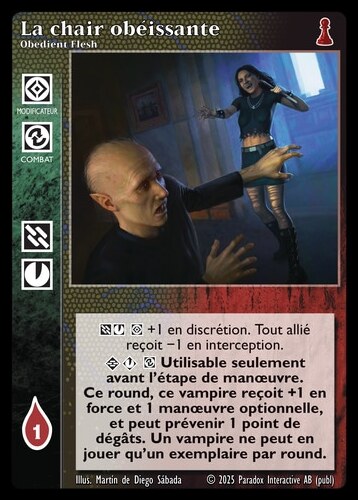 La chair obéissante
Obedient Flesh
MODIFICATEUR
COMBAT
+1 en discrétion. Tout allié
reçoit −1 en interception.
Utilisable seulement
avant l'étape de manœuvre.
Ce round, ce vampire reçoit +1 en
force et 1 manœuvre optionnelle,
et peut prévenir 1 point de
dégâts. Un vampire ne peut en
jouer qu'un exemplaire par round.
1
Illus. Martín de Diego Sábada © 2025 Paradox Interactive AB (publ)